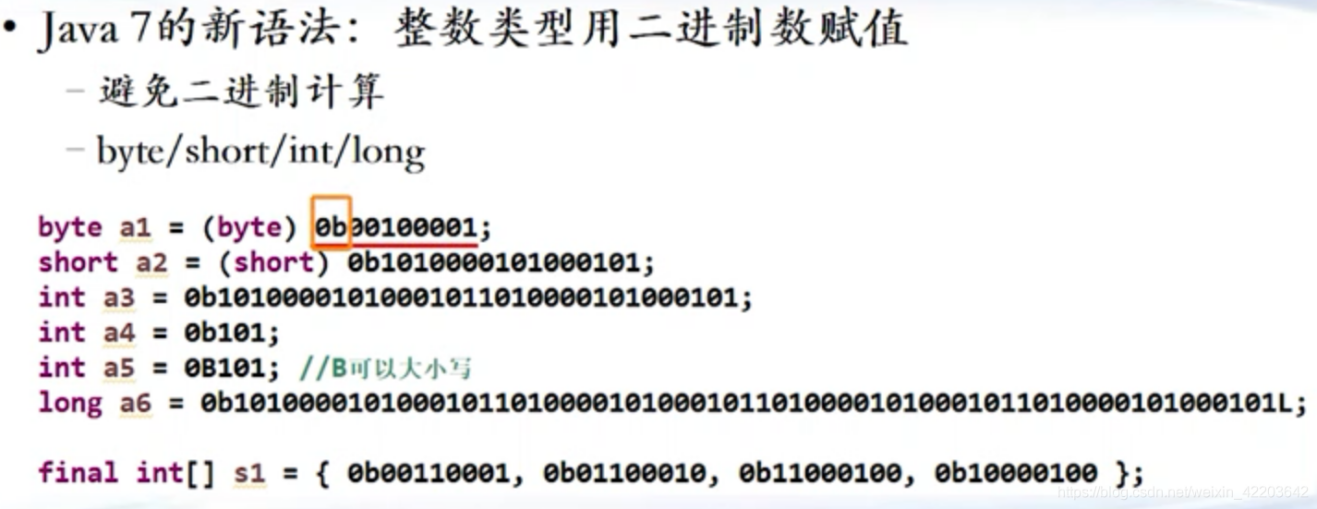 • Java 7的新语法：整数类型用二进制数赋值
– 避免二进制计算
– byte/short/int/long
byte a1 = (byte) 0b00100001;
short a2 = (short) 0b1010000101000101;
int a3 = 0b10100001010001011010000101000101;
int a4 = 0b101;
int a5 = 0B101; //B可以大小写
long a6 = 0b1010000101000101101000010100010110100001010001011010000101000101L;
final int[] s1 = { 0b00110001, 0b01100010, 0b11000100, 0b10000100 };
https://blog.csdn.net/weixin_42203642